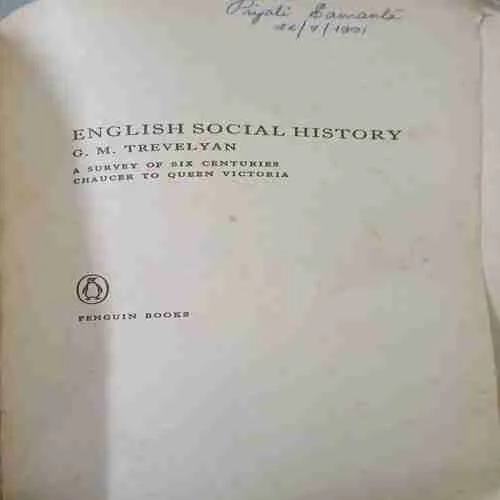 Piyali Samanta
ENGLISH SOCIAL HISTORY
G. M. TREVELYAN
A SURVEY OF SIX CENTURIES
CHAUCER TO QUEEN VICTORIA
PENGUIN BOOKS